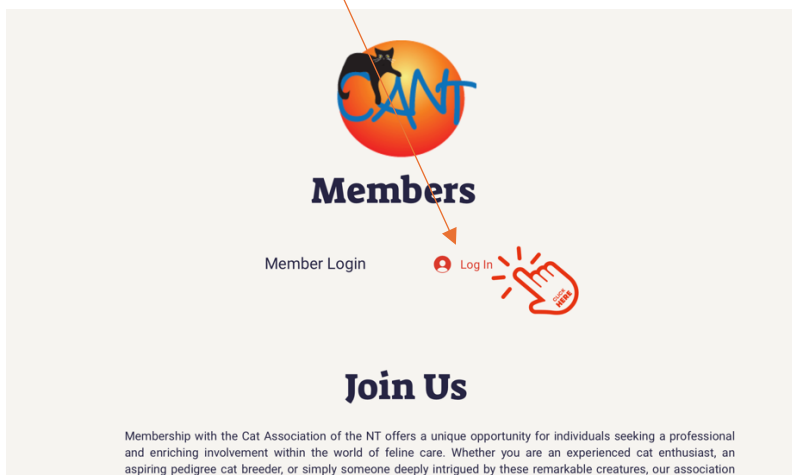 CANT
Members
Member Login
Log In
CLICK
HERE
Join Us
Membership with the Cat Association of the NT offers a unique opportunity for individuals seeking a professional
and enriching involvement within the world of feline care. Whether you are an experienced cat enthusiast, an
aspiring pedigree cat breeder, or simply someone deeply intrigued by these remarkable creatures, our association